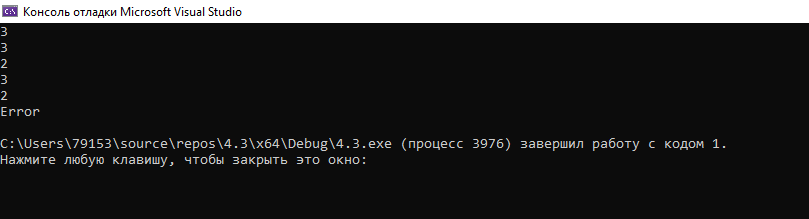 Консоль отладки Microsoft Visual Studio
3
3
2
3
2
Error
C:\Users\79153\source\repos\4.3\x64\Debug\4.3.exe (процесс 3976) завершил работу с кодом 1.
Нажмите любую клавишу, чтобы закрыть это окно: